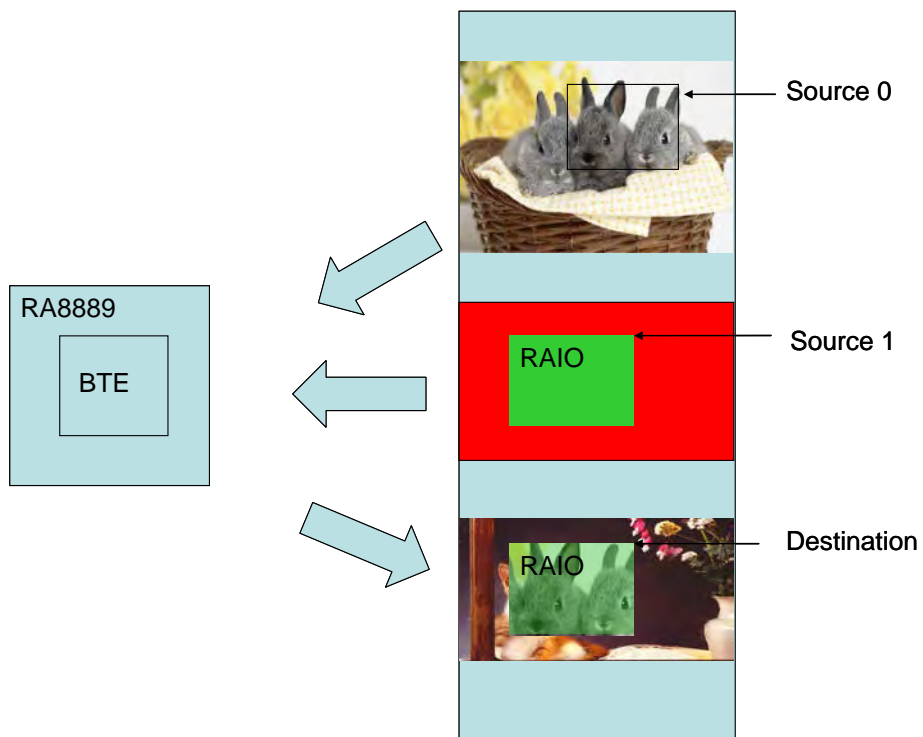 Source 0
RA8889
BTE
RAIO
Source 1
RAIO
Destination